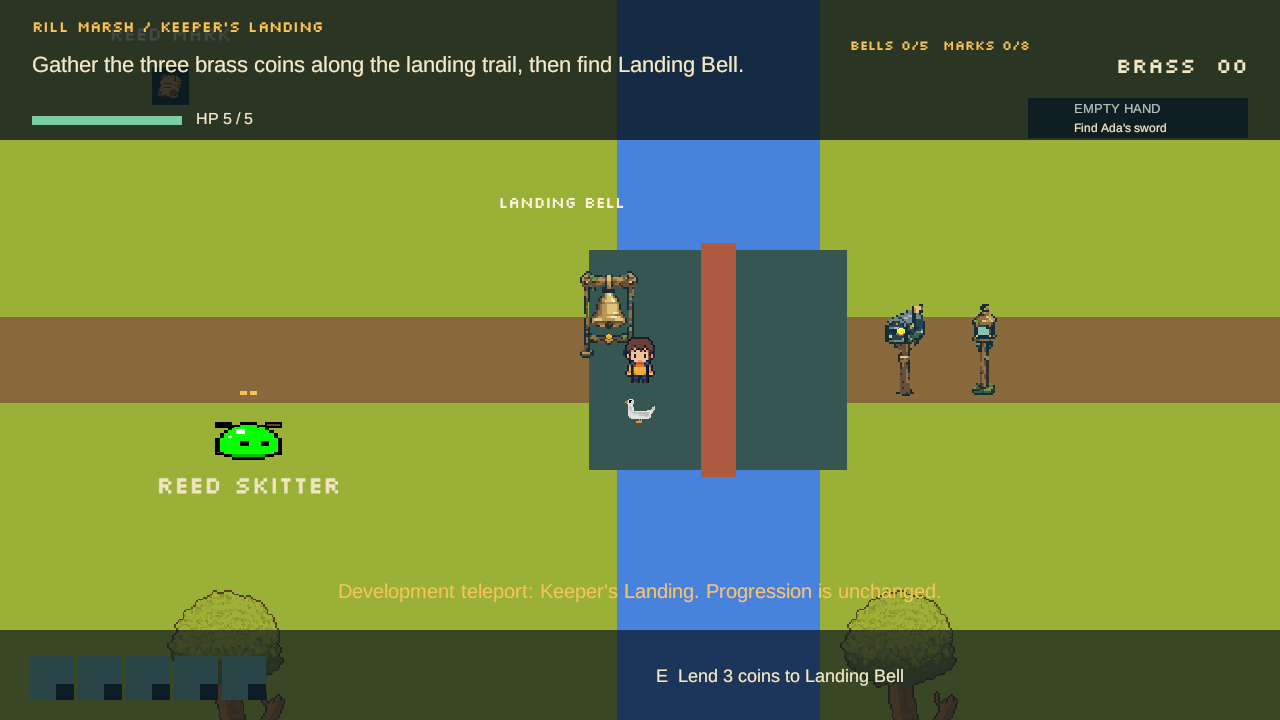 RILL MARSH / KEEPER'S LANDING
REED MARK
Gather the three brass coins along the landing trail, then find Landing Bell.
BELLS 0/5 MARKS 0/8
BRASS 00
HP 5 / 5
EMPTY HAND
Find Ada's sword
LANDING BELL
REED SKITTER
Development teleport: Keeper's Landing. Progression is unchanged.
E Lend 3 coins to Landing Bell